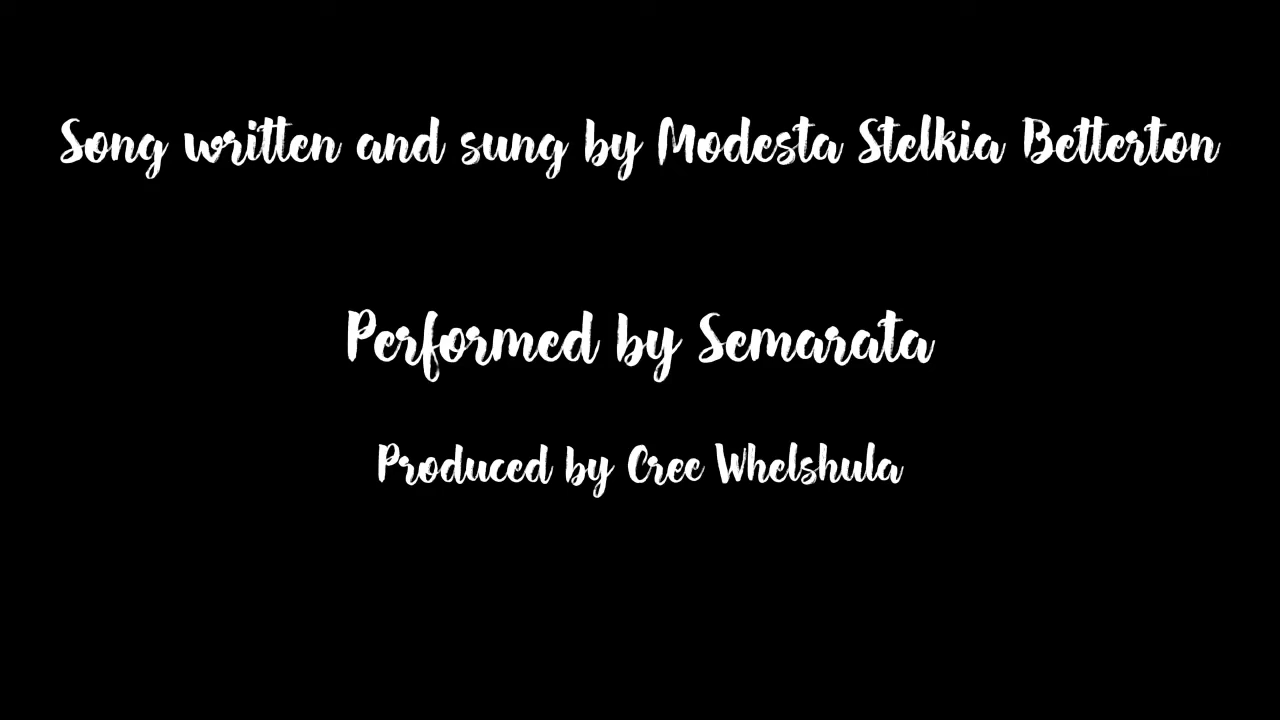 Song written and sung by Modesta Stelkia Betterton
Performed by Semarata
Produced by Cree Whelshula